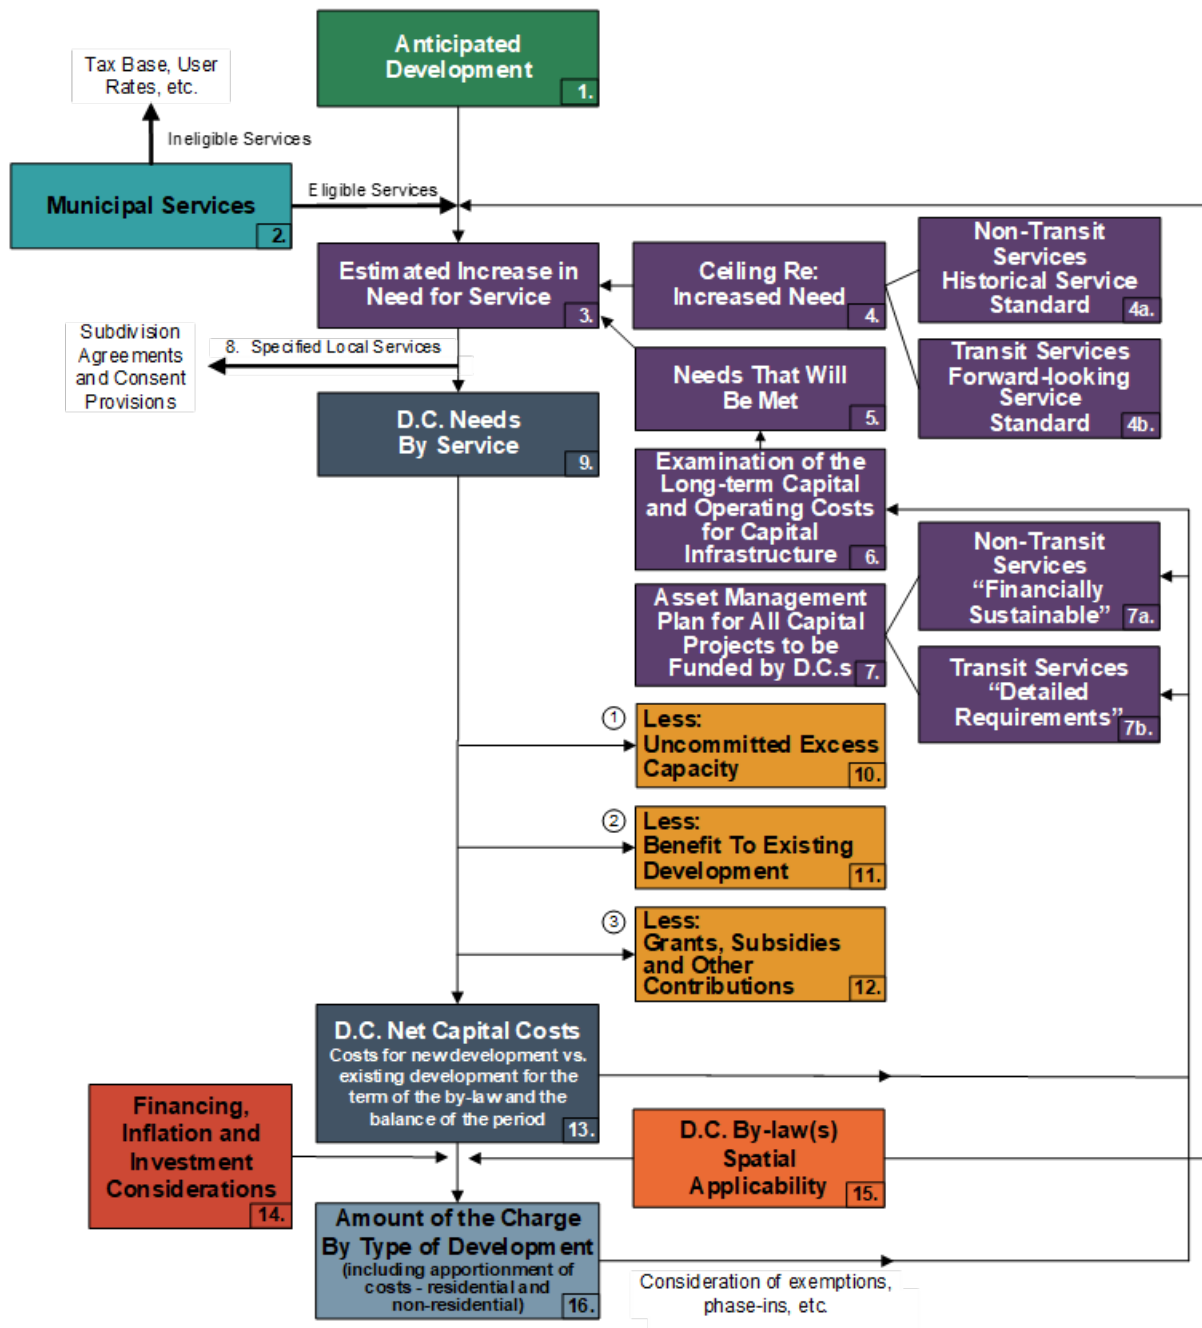 Anticipated
Development
1.
Tax Base, User
Rates, etc.
Ineligible Services
Municipal Services
2.
Eligible Services
Estimated Increase in
Need for Service
3.
Ceiling Re:
Increased Need
4.
Non-Transit
Services
Historical Service
Standard
4a.
Transit Services
Forward-looking
Service
Standard
4b.
Needs That Will
Be Met
5.
Subdivision
Agreements
and Consent
Provisions
8. Specified Local Services
D.C. Needs
By Service
9.
Examination of the
Long-term Capital
and Operating Costs
for Capital
Infrastructure
6.
Asset Management
Plan for All Capital
Projects to be
Funded by D.C.s
7.
Non-Transit
Services
“Financially
Sustainable”
7a.
Transit Services
“Detailed
Requirements”
7b.
1
Less:
Uncommitted Excess
Capacity
10.
2
Less:
Benefit To Existing
Development
11.
3
Less:
Grants, Subsidies
and Other
Contributions
12.
D.C. Net Capital Costs
Costs for new development vs.
existing development for the
term of the by-law and the
balance of the period
13.
Financing,
Inflation and
Investment
Considerations
14.
D.C. By-law(s)
Spatial
Applicability
15.
Amount of the Charge
By Type of Development
(including apportionment of
costs - residential and
non-residential)
16.
Consideration of exemptions,
phase-ins, etc.